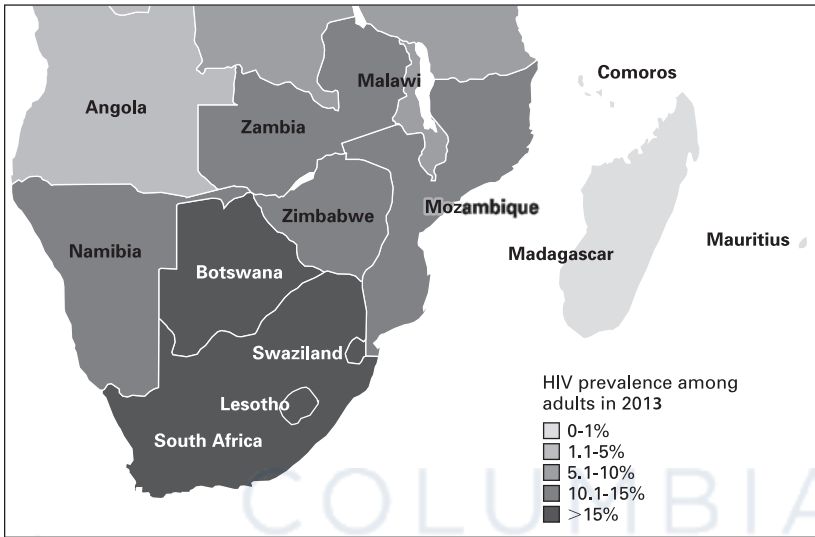 Comoros
Malawi
Angola
Zambia
Mozambique
Zimbabwe
Mauritius
Namibia
Madagascar
Botswana
Swaziland
HIV prevalence among
adults in 2013
Lesotho
0-1%
1.1-5%
South Africa
5.1-10%
10.1-15%
>15%
COLUMBIA